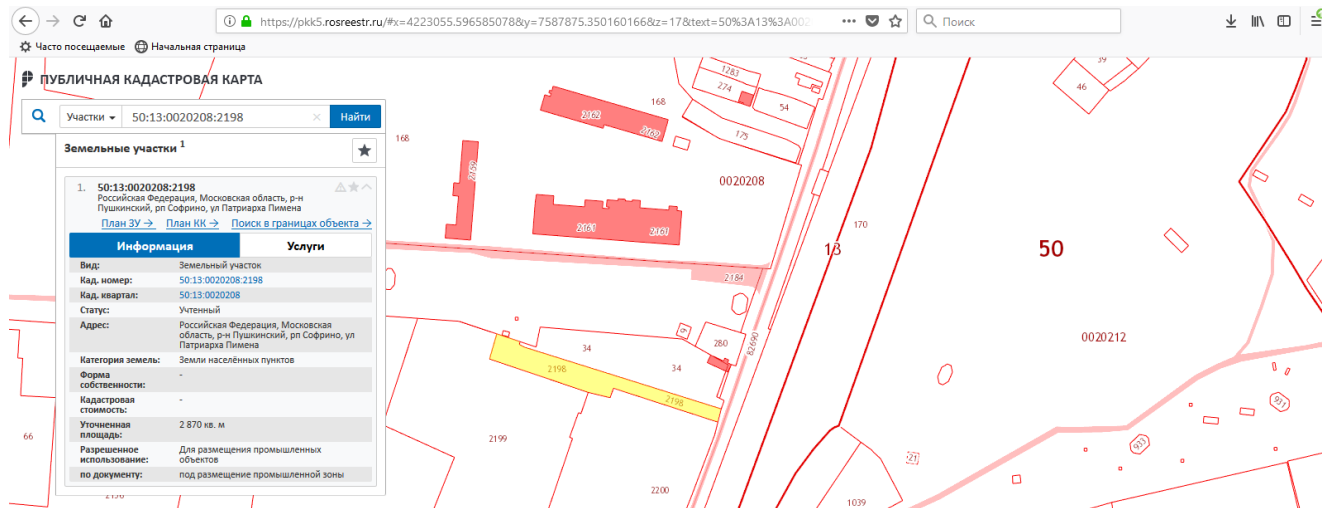 https://pkk5.rosreestr.ru/#x=4223055.596585078&y=7587875.350160166&z=17&text=50%3A13%3A002
Поиск
Часто посещаемые
Начальная страница
ПУБЛИЧНАЯ КАДАСТРОВАЯ КАРТА
Участки
50:13:0020208:2198
Найти
Земельные участки 1
1. 50:13:0020208:2198
Российская Федерация, Московская область, р-н
Пушкинский, рп Софрино, ул Патриарха Пимена
План ЗУ → План КК → Поиск в границах объекта →
Информация Услуги
Вид: Земельный участок
Кад. номер: 50:13:0020208:2198
Кад. квартал: 50:13:0020208
Статус: Учтенный
Адрес: Российская Федерация, Московская
область, р-н Пушкинский, рп Софрино, ул
Патриарха Пимена
Категория земель: Земли населённых пунктов
Форма
собственности: -
Кадастровая
стоимость: -
Уточненная
площадь: 2 870 кв. м
Разрешенное
использование: Для размещения промышленных
объектов
по документу: под размещение промышленной зоны
66
168
1283
274
168
54
175
39
46
2162
2162
2159
0020208
2161
2161
170
13
50
2184
9
280
82690
34
34
2198
2198
0020212
2199
2200
931
933
21
1039